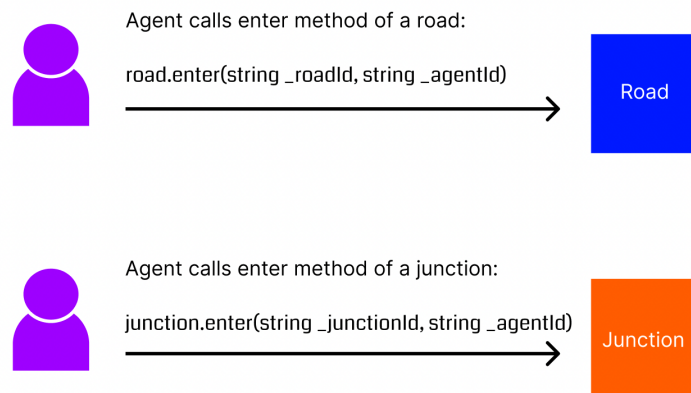 Agent calls enter method of a road:
road.enter(string _roadId, string _agentId)
Road
Agent calls enter method of a junction:
junction.enter(string _junctionId, string _agentId)
Junction